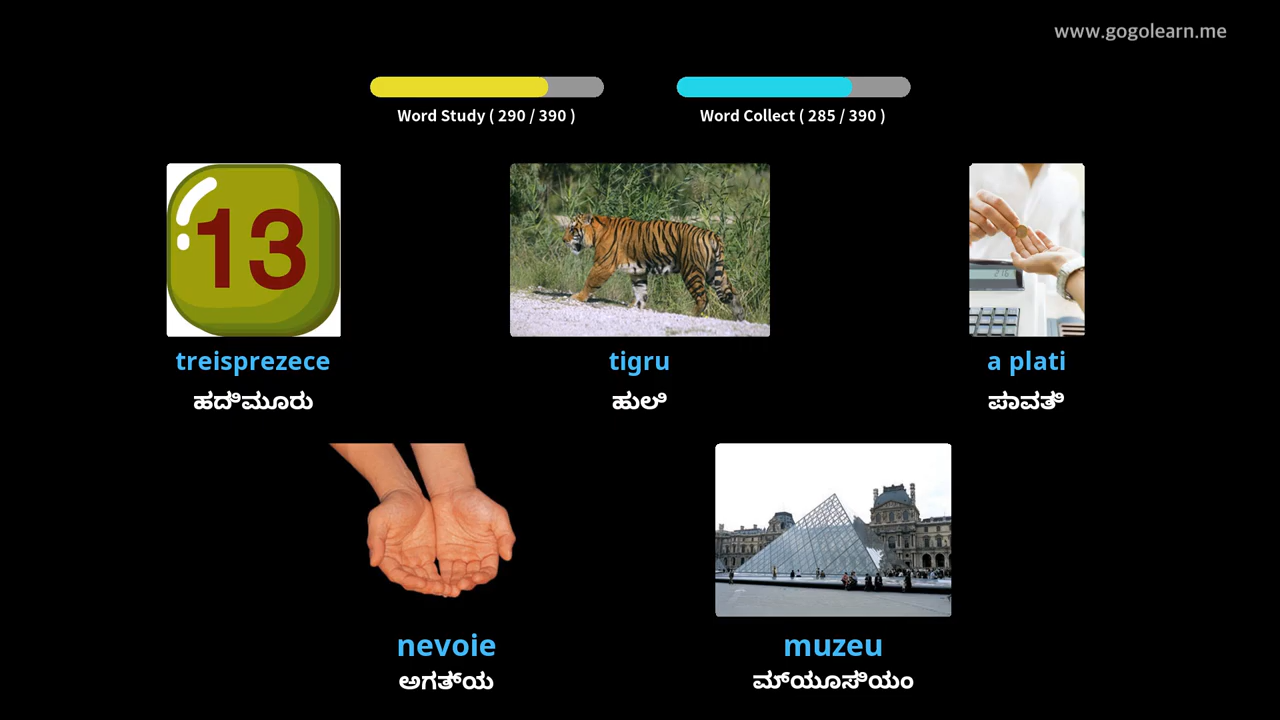 www.gogolearn.me
Word Study ( 290 / 390 )
Word Collect ( 285 / 390 )
13
treisprezece
tigru
a plati
ಹದಿಮೂರು
ಹುಲಿ
ಪಾವತಿ
nevoie
muzeu
ಅಗತ್ಯ
ಮ್ಯೂಸಿಯಂ